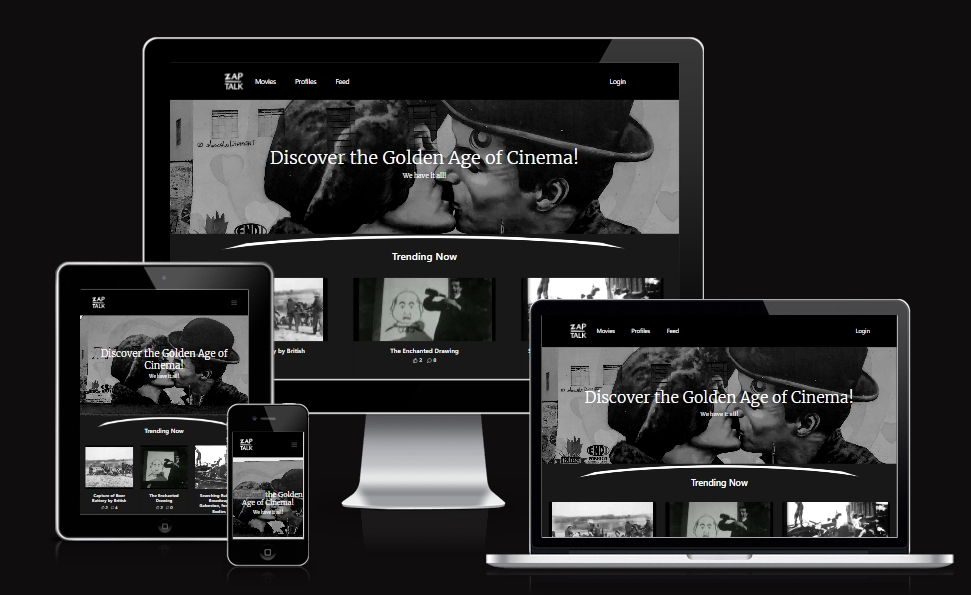 ZAP
TALK
Movies
Profiles
Feed
Login
Discover the Golden Age of Cinema!
We have it all!
Trending Now
by British
The Enchanted Drawing
2
0
S
ZAP
TALK
Discover the Golden Age of
Cinema!
We have it all!
Trending Now
Capture of Boer
Battery by British
The Enchanted
Drawing
Searching
Galveston, for
Bodies
ZAP
TALK
the Golden
Age of Cinema!
We have it all!
ZAP
TALK
Movies
Profiles
Feed
Login
Discover the Golden Age of Cinema!
We have it all!
Trending Now